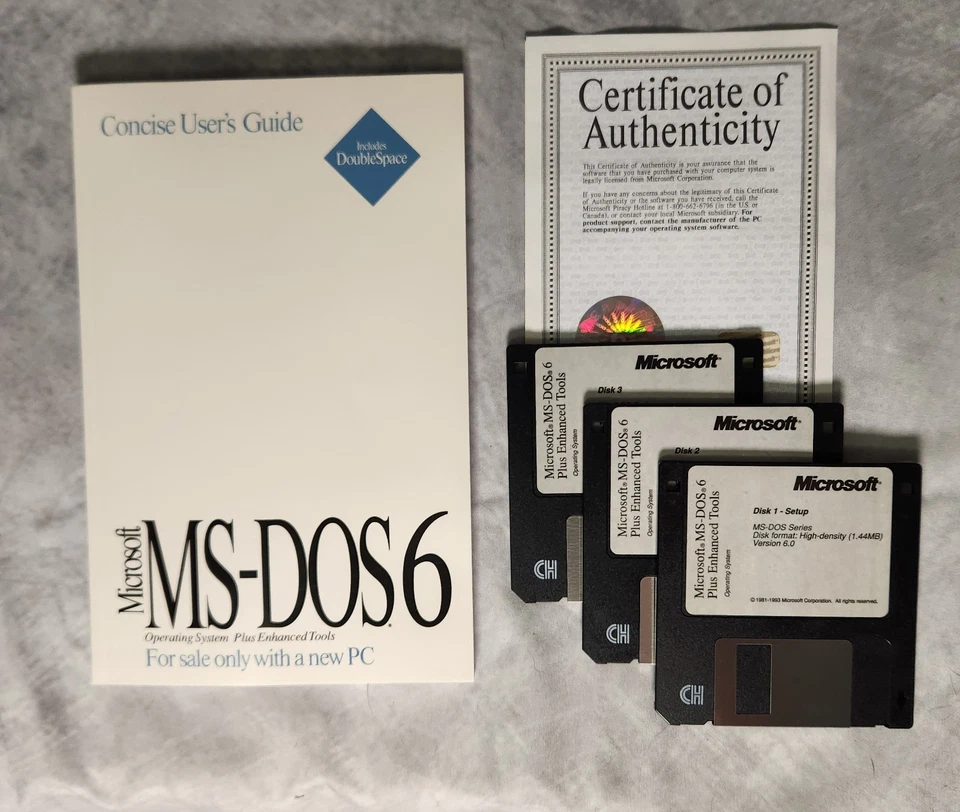 Concise User's Guide
Includes
DoubleSpace
Microsoft
MS-DOS® 6
Operating System Plus Enhanced Tools
For sale only with a new PC
Certificate of
Authenticity
This Certificate of Authenticity is your assurance that the
software that you have purchased with your computer system is
legally licensed from Microsoft Corporation.
If you have any concerns about the legitimacy of this Certificate
of Authenticity or the software you have received, call the
Microsoft Piracy Hotline at 1-800-662-6796 (in the U.S. or
Canada), or contact your local Microsoft subsidiary. For
product support, contact the manufacturer of the PC
accompanying your operating system software.
Microsoft®
Disk 3
Microsoft® MS-DOS® 6
Plus Enhanced Tools
Operating System
CH
Microsoft®
Disk 2
Microsoft® MS-DOS® 6
Plus Enhanced Tools
Operating System
CH
Microsoft®
Disk 1 - Setup
MS-DOS Series
Disk format: High-density (1.44MB)
Version 6.0
Microsoft® MS-DOS® 6
Plus Enhanced Tools
Operating System
© 1981-1993 Microsoft Corporation. All rights reserved.
CH